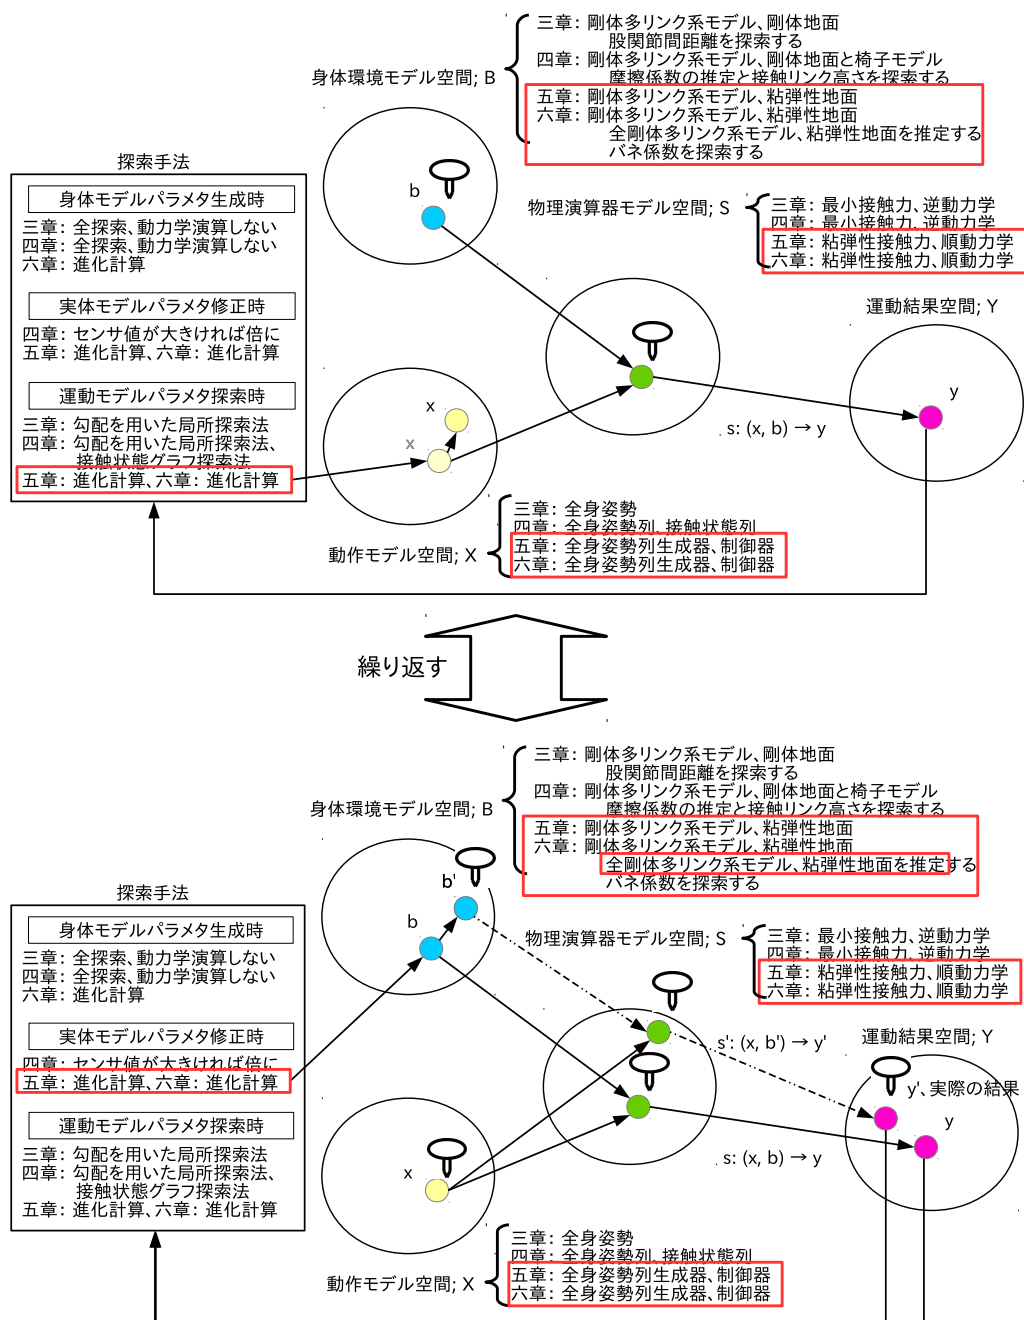 三章: 剛体多リンク系モデル、剛体地面
股関節間距離を探索する
四章: 剛体多リンク系モデル、剛体地面と椅子モデル
摩擦係数の推定と接触リンク高さを探索する
身体環境モデル空間; B
五章: 剛体多リンク系モデル、粘弾性地面
六章: 剛体多リンク系モデル、粘弾性地面
全剛体多リンク系モデル、粘弾性地面を推定する
バネ係数を探索する
探索手法
身体モデルパラメタ生成時
三章: 全探索、動力学演算しない
四章: 全探索、動力学演算しない
六章: 進化計算
実体モデルパラメタ修正時
四章: センサ値が大きければ倍に
五章: 進化計算、六章: 進化計算
運動モデルパラメタ探索時
三章: 勾配を用いた局所探索法
四章: 勾配を用いた局所探索法、
接触状態グラフ探索法
五章: 進化計算、六章: 進化計算
b
物理演算器モデル空間; S
三章: 最小接触力、逆動力学
四章: 最小接触力、逆動力学
五章: 粘弾性接触力、順動力学
六章: 粘弾性接触力、順動力学
運動結果空間; Y
y
x
x
s: (x, b) → y
三章: 全身姿勢
四章: 全身姿勢列、接触状態列
動作モデル空間; X
五章: 全身姿勢列生成器、制御器
六章: 全身姿勢列生成器、制御器
繰り返す
三章: 剛体多リンク系モデル、剛体地面
股関節間距離を探索する
四章: 剛体多リンク系モデル、剛体地面と椅子モデル
摩擦係数の推定と接触リンク高さを探索する
身体環境モデル空間; B
五章: 剛体多リンク系モデル、粘弾性地面
六章: 剛体多リンク系モデル、粘弾性地面
全剛体多リンク系モデル、粘弾性地面を推定する
バネ係数を探索する
探索手法
身体モデルパラメタ生成時
三章: 全探索、動力学演算しない
四章: 全探索、動力学演算しない
六章: 進化計算
実体モデルパラメタ修正時
四章: センサ値が大きければ倍に
五章: 進化計算、六章: 進化計算
運動モデルパラメタ探索時
三章: 勾配を用いた局所探索法
四章: 勾配を用いた局所探索法、
接触状態グラフ探索法
五章: 進化計算、六章: 進化計算
b'
b
物理演算器モデル空間; S
三章: 最小接触力、逆動力学
四章: 最小接触力、逆動力学
五章: 粘弾性接触力、順動力学
六章: 粘弾性接触力、順動力学
s': (x, b') → y'
運動結果空間; Y
y'、実際の結果
y
x
s: (x, b) → y
三章: 全身姿勢
四章: 全身姿勢列、接触状態列
動作モデル空間; X
五章: 全身姿勢列生成器、制御器
六章: 全身姿勢列生成器、制御器